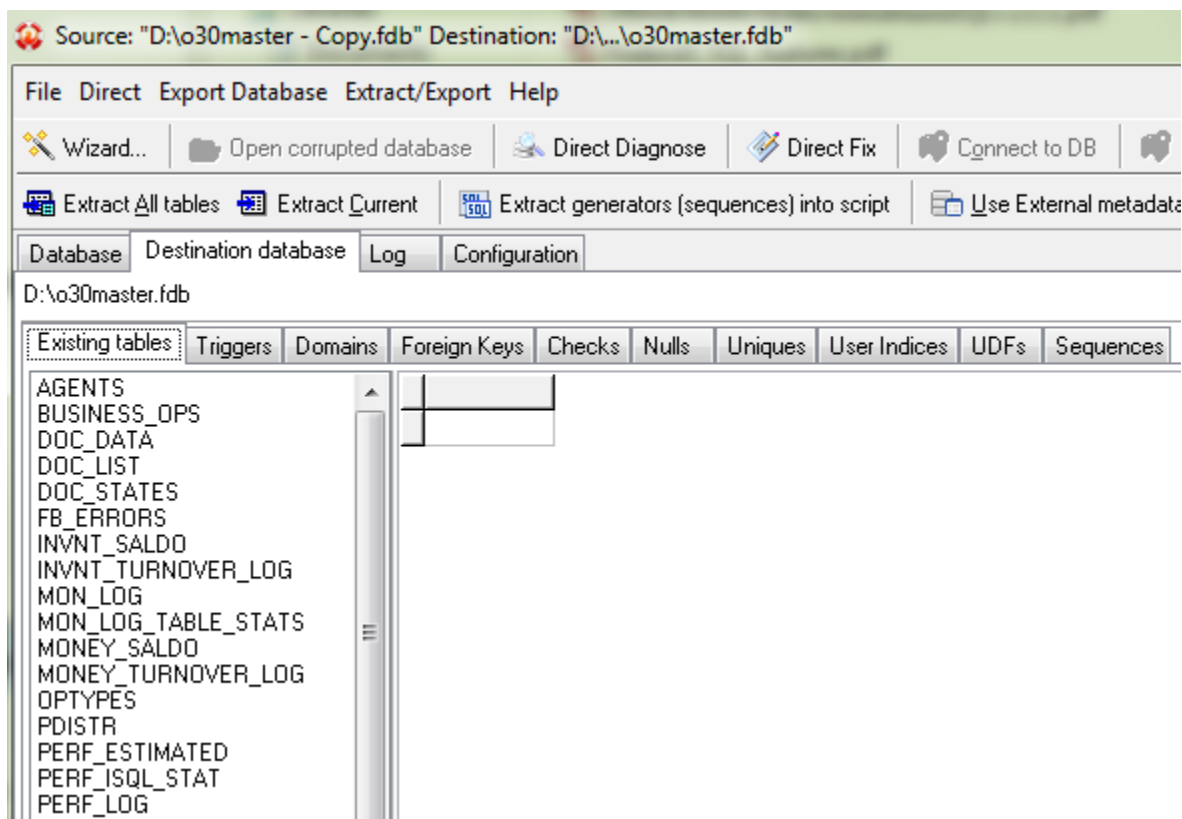 Source: "D:\o30master - Copy.fdb" Destination: "D:\...\o30master.fdb"
File Direct Export Database Extract/Export Help
Wizard... Open corrupted database Direct Diagnose Direct Fix Connect to DB
Extract All tables Extract Current Extract generators (sequences) into script Use External metadata
Database Destination database Log Configuration
D:\o30master.fdb
Existing tables Triggers Domains Foreign Keys Checks Nulls Uniques User Indices UDFs Sequences
AGENTS
BUSINESS_OPS
DOC_DATA
DOC_LIST
DOC_STATES
FB_ERRORS
INVNT_SALDO
INVNT_TURNOVER_LOG
MON_LOG
MON_LOG_TABLE_STATS
MONEY_SALDO
MONEY_TURNOVER_LOG
OPTYPES
PDISTR
PERF_ESTIMATED
PERF_ISQL_STAT
PERF_LOG